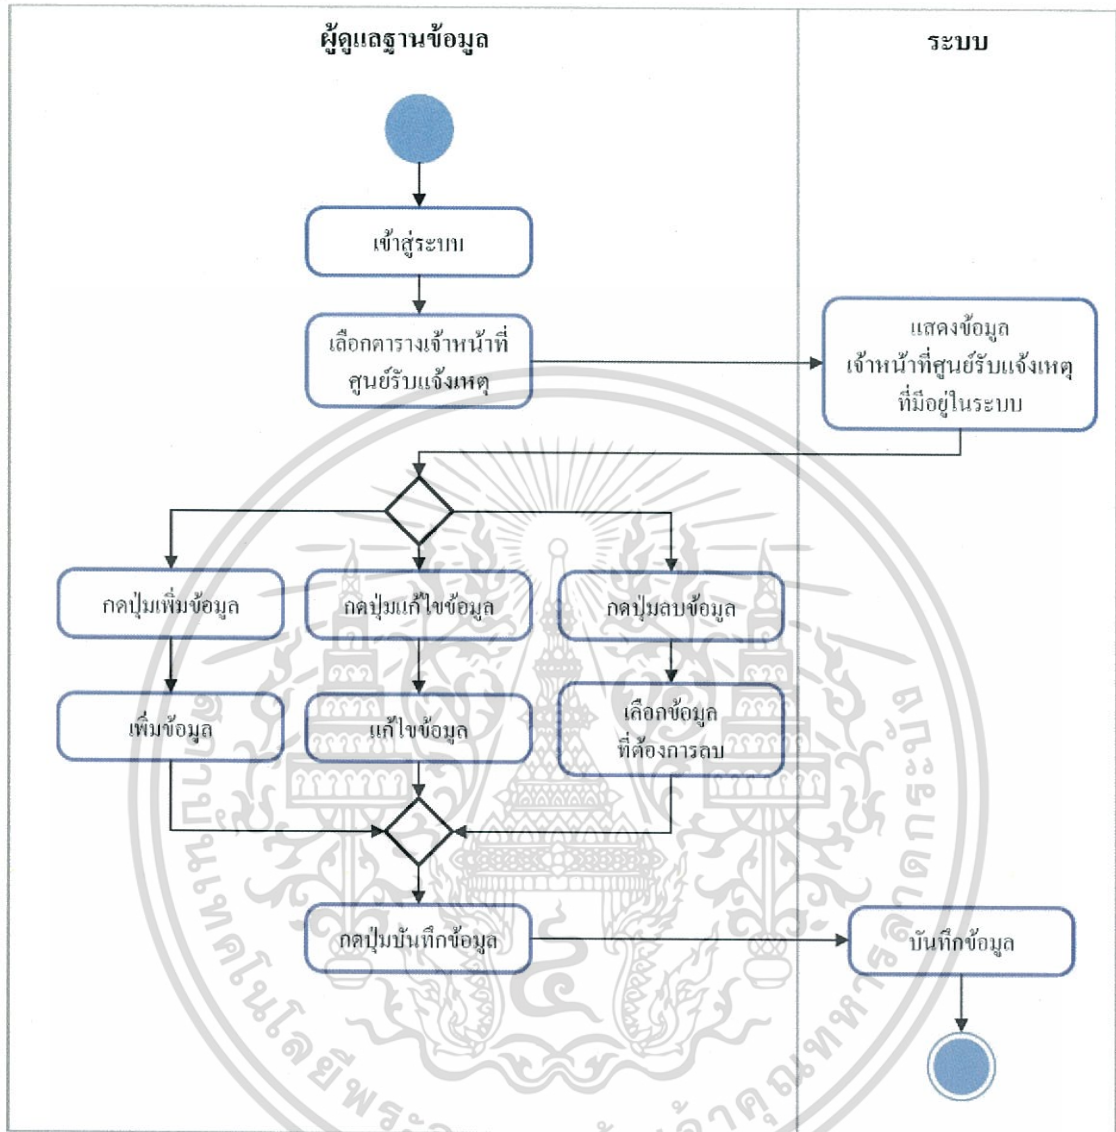 ผู้ดูแลฐานข้อมูล
ระบบ
เข้าสู่ระบบ
เลือกตารางเจ้าหน้าที่
ศูนย์รับแจ้งเหตุ
แสดงข้อมูล
เจ้าหน้าที่ศูนย์รับแจ้งเหตุ
ที่มีอยู่ในระบบ
กดปุ่มเพิ่มข้อมูล
กดปุ่มแก้ไขข้อมูล
กดปุ่มลบข้อมูล
เพิ่มข้อมูล
แก้ไขข้อมูล
เลือกข้อมูล
ที่ต้องการลบ
กดปุ่มบันทึกข้อมูล
บันทึกข้อมูล